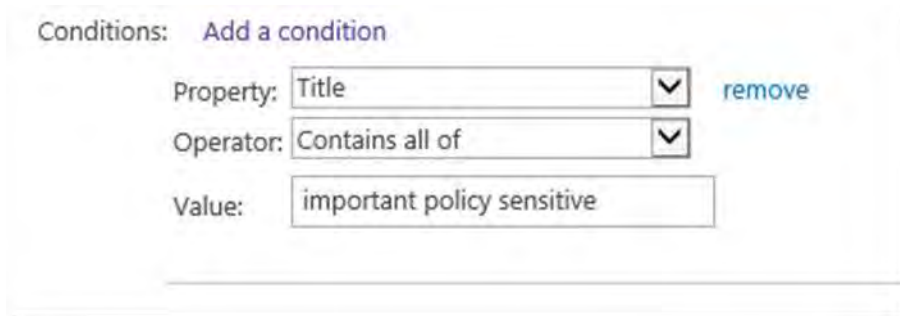 Conditions: Add a condition
Property: Title remove
Operator: Contains all of
Value: important policy sensitive